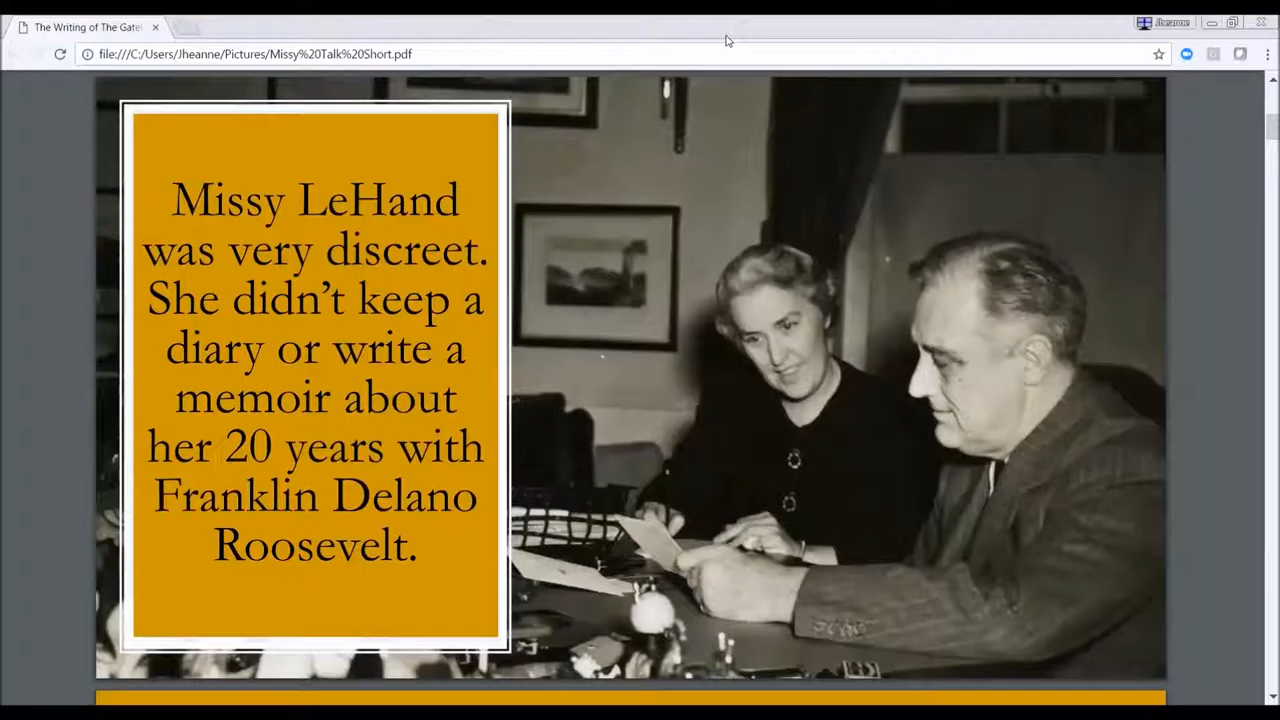 The Writing of The Gate
Jheanne
file:///C:/Users/Jheanne/Pictures/Missy%20Talk%20Short.pdf
Missy LeHand
was very discreet.
She didn't keep a
diary or write a
memoir about
her 20 years with
Franklin Delano
Roosevelt.